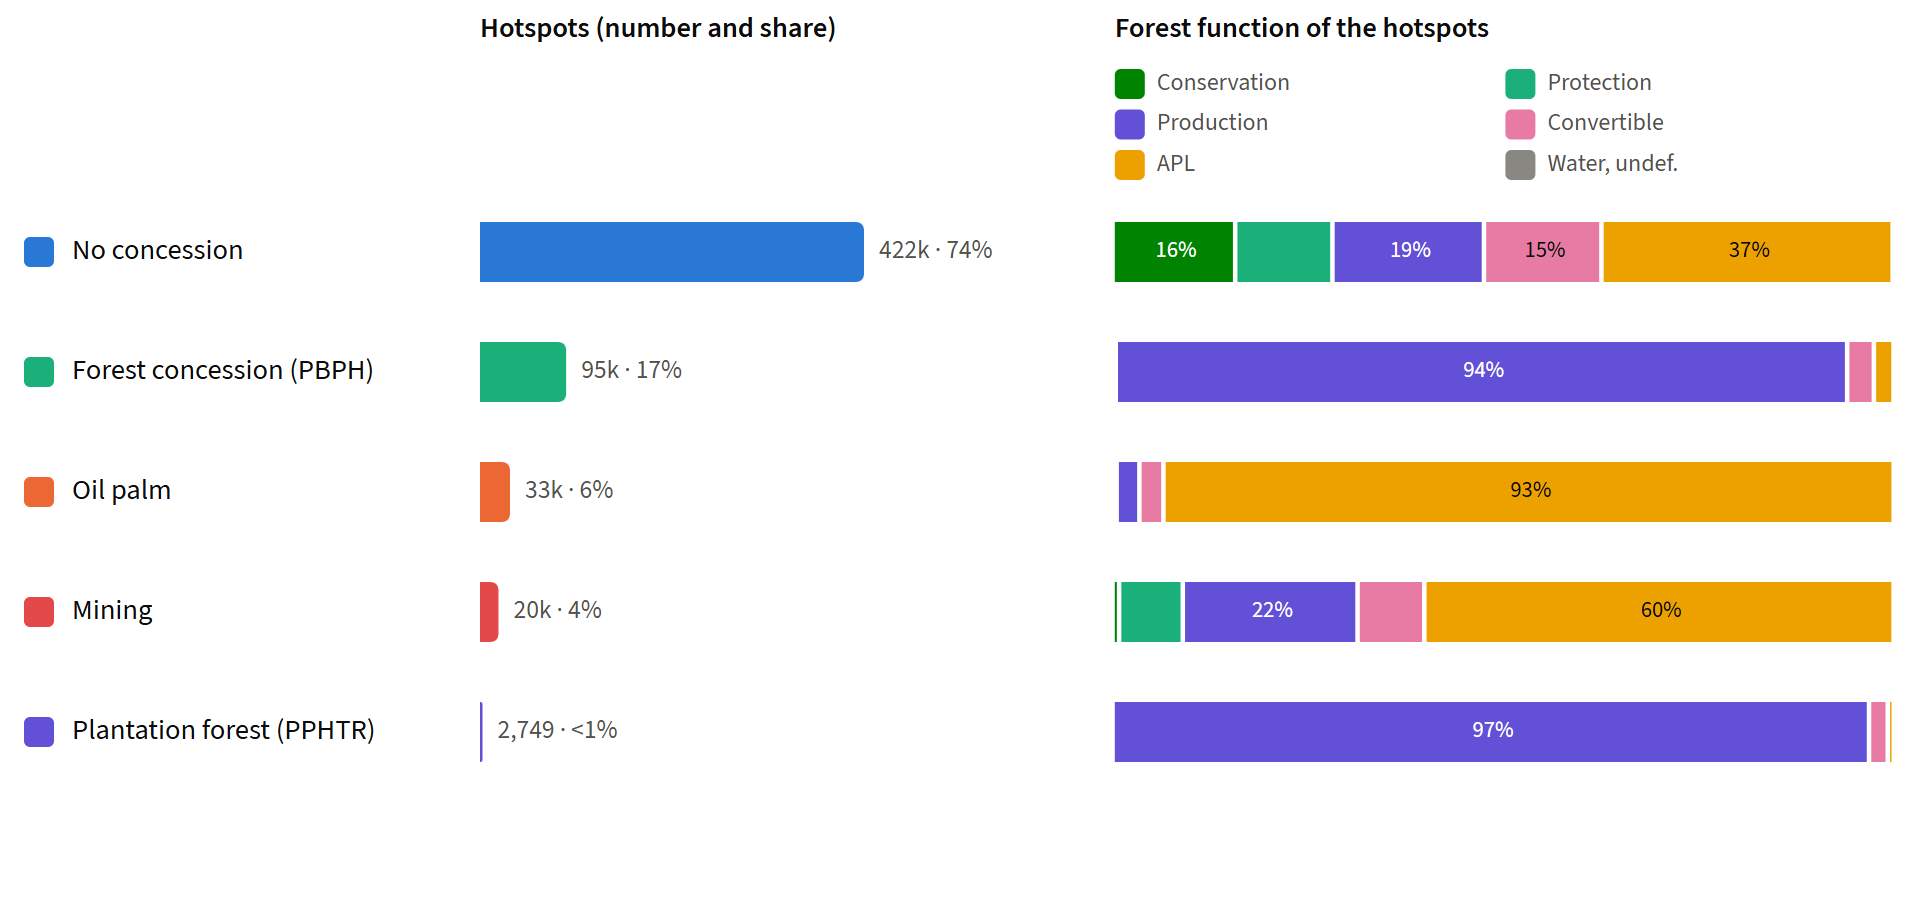 Hotspots (number and share)
Forest function of the hotspots
Conservation
Protection
Production
Convertible
APL
Water, undef.
No concession
422k · 74%
16%
19%
15%
37%
Forest concession (PBPH)
95k · 17%
94%
Oil palm
33k · 6%
93%
Mining
20k · 4%
22%
60%
Plantation forest (PPHTR)
2,749 · <1%
97%